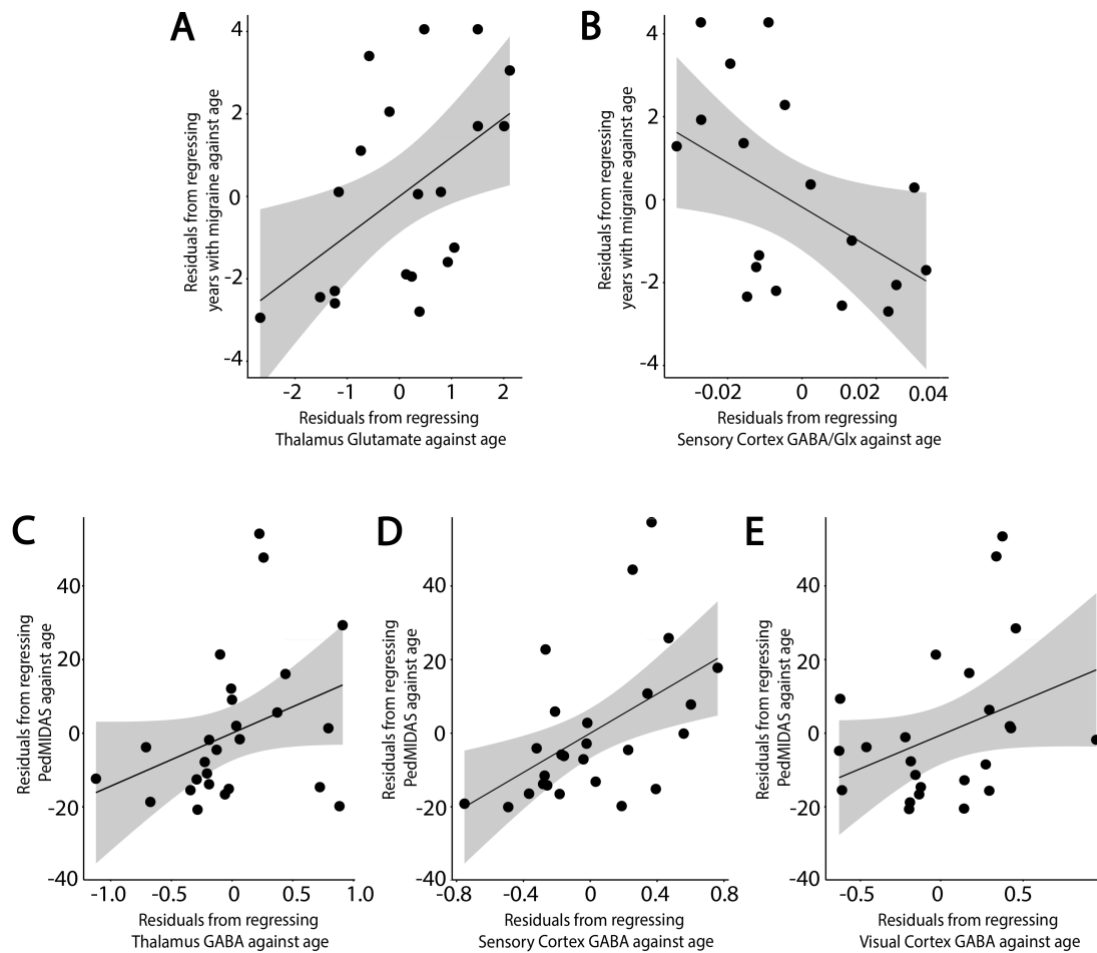 A
4
2
0
-2
-4
Residuals from regressing
years with migraine against age
-2 -1 0 1 2
Residuals from regressing
Thalamus Glutamate against age
B
4
2
0
-2
-4
Residuals from regressing
years with migraine against age
-0.02 0 0.02 0.04
Residuals from regressing
Sensory Cortex GABA/Glx against age
C
40
20
0
-20
-40
Residuals from regressing
PedMIDAS against age
-1.0 -0.5 0 0.5 1.0
Residuals from regressing
Thalamus GABA against age
D
40
20
0
-20
-40
Residuals from regressing
PedMIDAS against age
-0.8 -0.4 0 0.4 0.8
Residuals from regressing
Sensory Cortex GABA against age
E
40
20
0
-20
-40
Residuals from regressing
PedMIDAS against age
-0.5 0 0.5
Residuals from regressing
Visual Cortex GABA against age